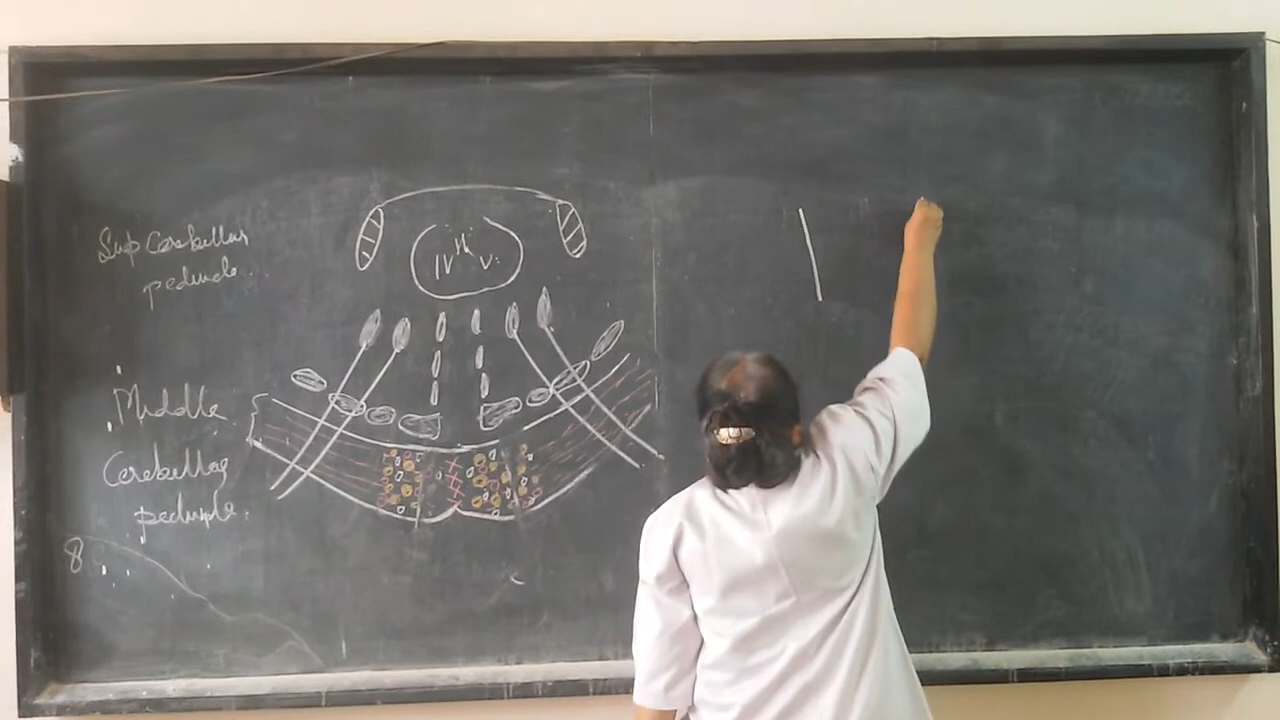 Sup Cerebellar
peduncle
IVth V.
Middle
Cerebellar
peduncle.
8